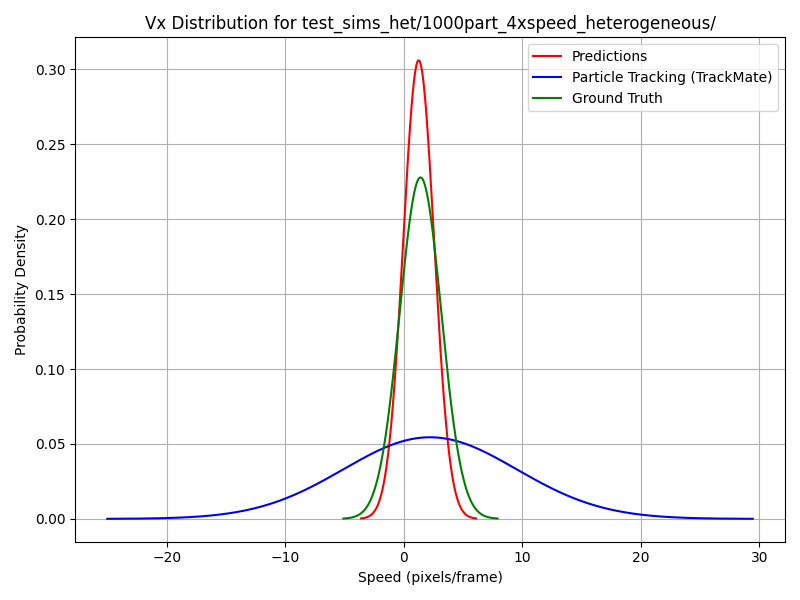 Vx Distribution for test_sims_het/1000part_4xspeed_heterogeneous/
Predictions
Particle Tracking (TrackMate)
Ground Truth
0.30
0.25
0.20
0.15
0.10
0.05
0.00
Probability Density
−20
−10
0
10
20
30
Speed (pixels/frame)